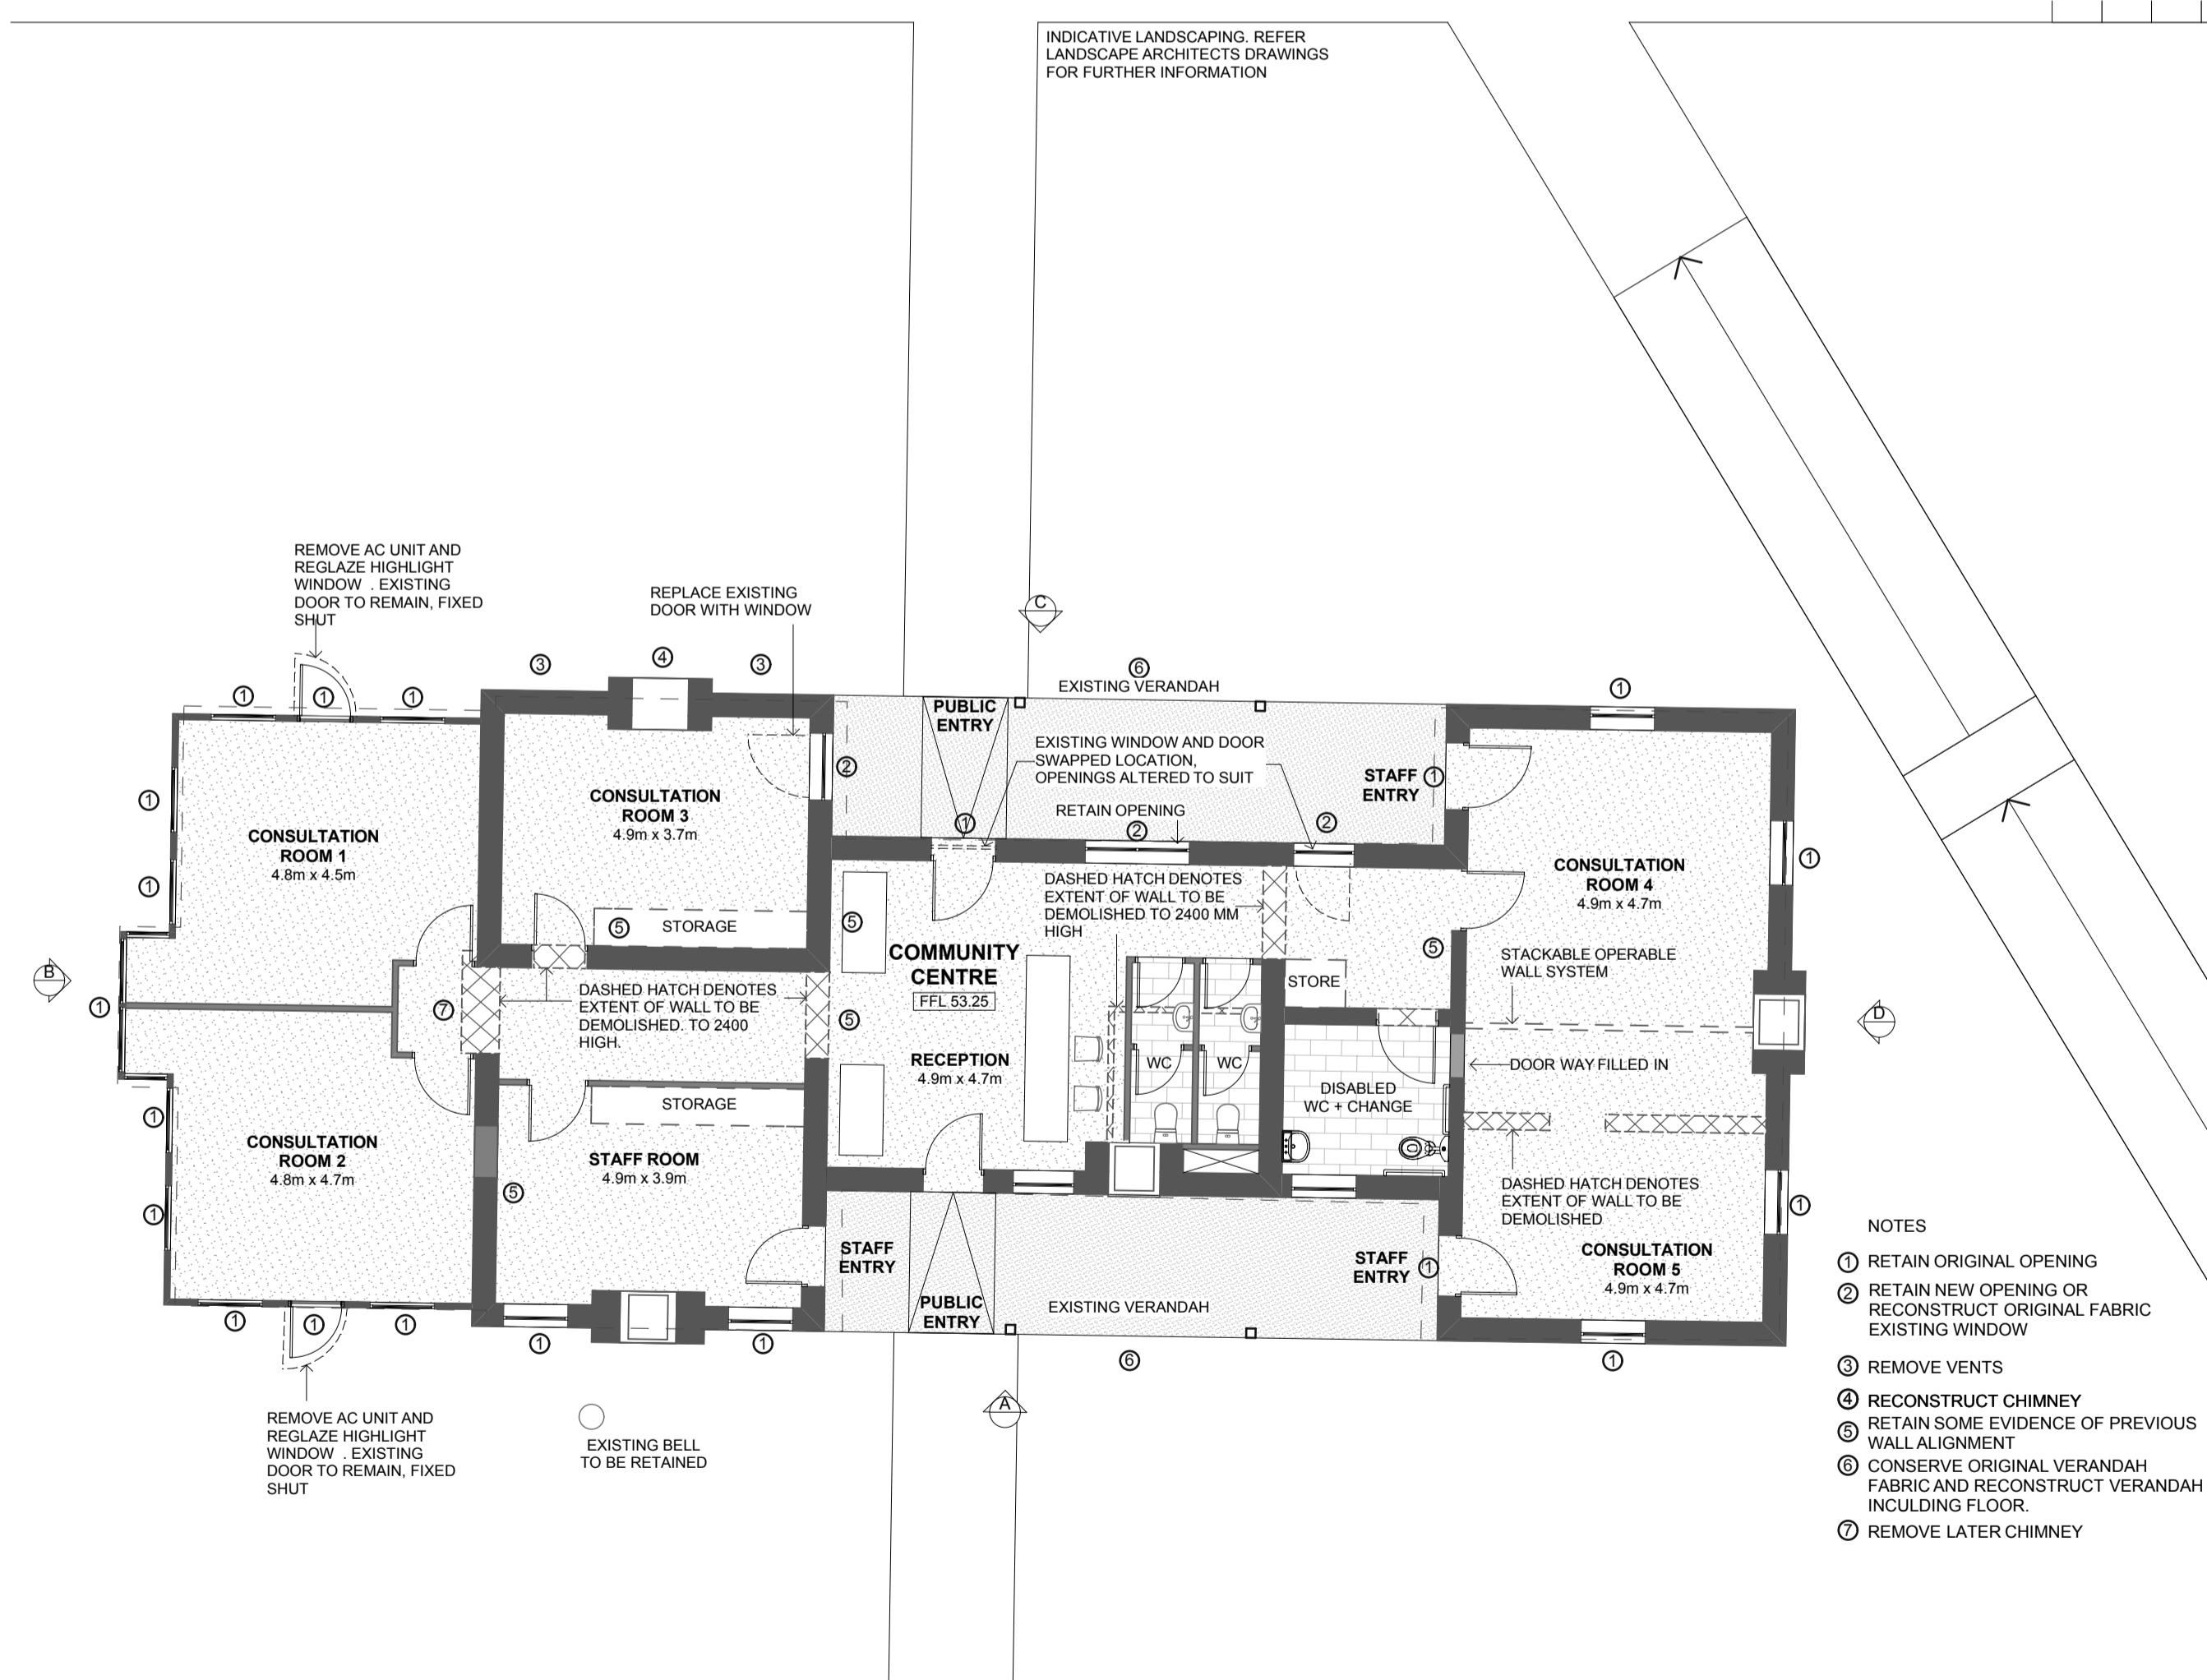 INDICATIVE LANDSCAPING. REFER
LANDSCAPE ARCHITECTS DRAWINGS
FOR FURTHER INFORMATION
REMOVE AC UNIT AND
REGLAZE HIGHLIGHT
WINDOW . EXISTING
DOOR TO REMAIN, FIXED
SHUT
REPLACE EXISTING
DOOR WITH WINDOW
C
3
4
3
6
EXISTING VERANDAH
1
1
1
1
PUBLIC
ENTRY
EXISTING WINDOW AND DOOR
SWAPPED LOCATION,
OPENINGS ALTERED TO SUIT
RETAIN OPENING
STAFF
ENTRY
1
2
1
2
2
1
1
1
CONSULTATION
ROOM 1
4.8m x 4.5m
CONSULTATION
ROOM 3
4.9m x 3.7m
5
STORAGE
5
COMMUNITY
CENTRE
FFL 53.25
DASHED HATCH DENOTES
EXTENT OF WALL TO BE
DEMOLISHED TO 2400 MM
HIGH
5
CONSULTATION
ROOM 4
4.9m x 4.7m
STACKABLE OPERABLE
WALL SYSTEM
B
1
7
DASHED HATCH DENOTES
EXTENT OF WALL TO BE
DEMOLISHED. TO 2400
HIGH.
5
STORE
D
RECEPTION
4.9m x 4.7m
WC
WC
DOOR WAY FILLED IN
DISABLED
WC + CHANGE
1
1
CONSULTATION
ROOM 2
4.8m x 4.7m
STORAGE
STAFF ROOM
4.9m x 3.9m
5
DASHED HATCH DENOTES
EXTENT OF WALL TO BE
DEMOLISHED
1
CONSULTATION
ROOM 5
4.9m x 4.7m
STAFF
ENTRY
PUBLIC
ENTRY
EXISTING VERANDAH
STAFF
ENTRY
1
1
1
1
1
1
6
1
REMOVE AC UNIT AND
REGLAZE HIGHLIGHT
WINDOW . EXISTING
DOOR TO REMAIN, FIXED
SHUT
EXISTING BELL
TO BE RETAINED
A
NOTES
1 RETAIN ORIGINAL OPENING
2 RETAIN NEW OPENING OR
RECONSTRUCT ORIGINAL FABRIC
EXISTING WINDOW
3 REMOVE VENTS
4 RECONSTRUCT CHIMNEY
5 RETAIN SOME EVIDENCE OF PREVIOUS
WALL ALIGNMENT
6 CONSERVE ORIGINAL VERANDAH
FABRIC AND RECONSTRUCT VERANDAH
INCULDING FLOOR.
7 REMOVE LATER CHIMNEY